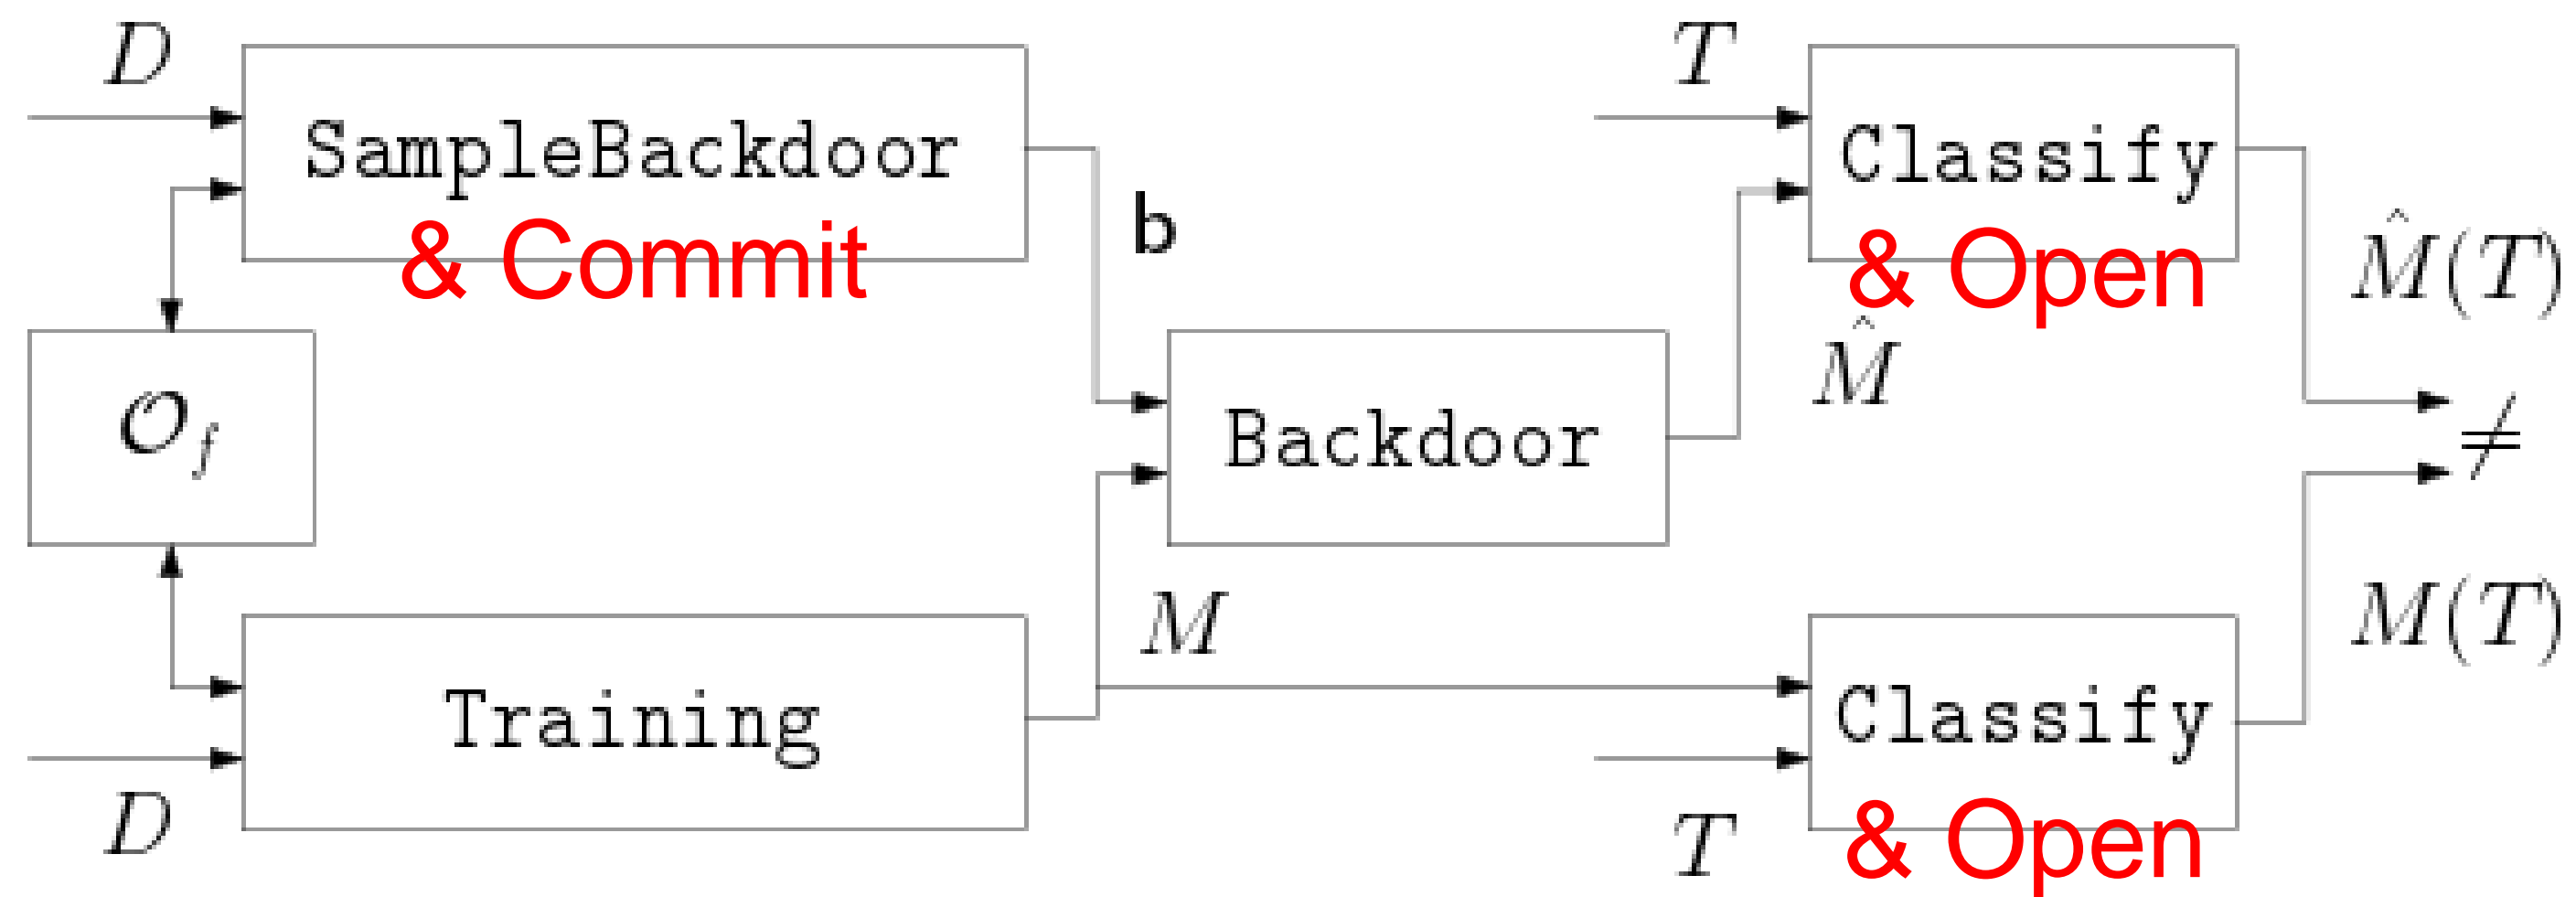 D
SampleBackdoor
& Commit
b
T
Classify
& Open
M̂(T)
𝒪_f
Backdoor
M̂
≠
Training
D
M
Classify
& Open
T
M(T)